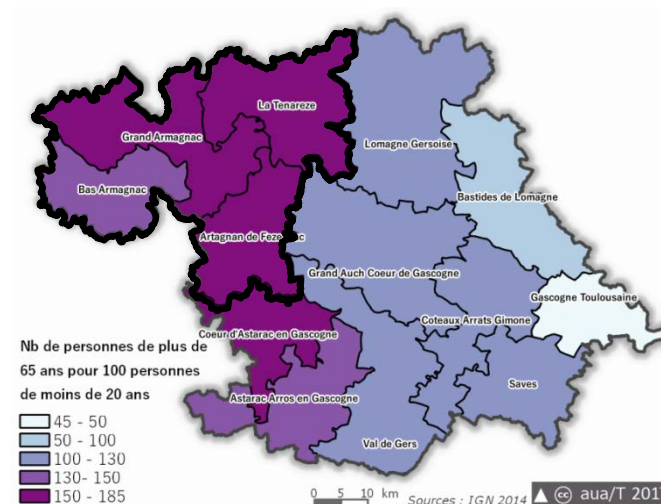 La Tenareze
Grand Armagnac
Lomagne Gersoise
Bas Armagnac
Bastides de Lomagne
Artagnan de Fezensac
Grand Auch Coeur de Gascogne
Gascogne Toulousaine
Coteaux Arrats Gimone
Coeur d'Astarac en Gascogne
Saves
Astarac Arros en Gascogne
Val de Gers
Nb de personnes de plus de
65 ans pour 100 personnes
de moins de 20 ans
45 - 50
50 - 100
100 - 130
130- 150
150 - 185
0 5 10 km
Sources : IGN 2014
cc aua/T 201